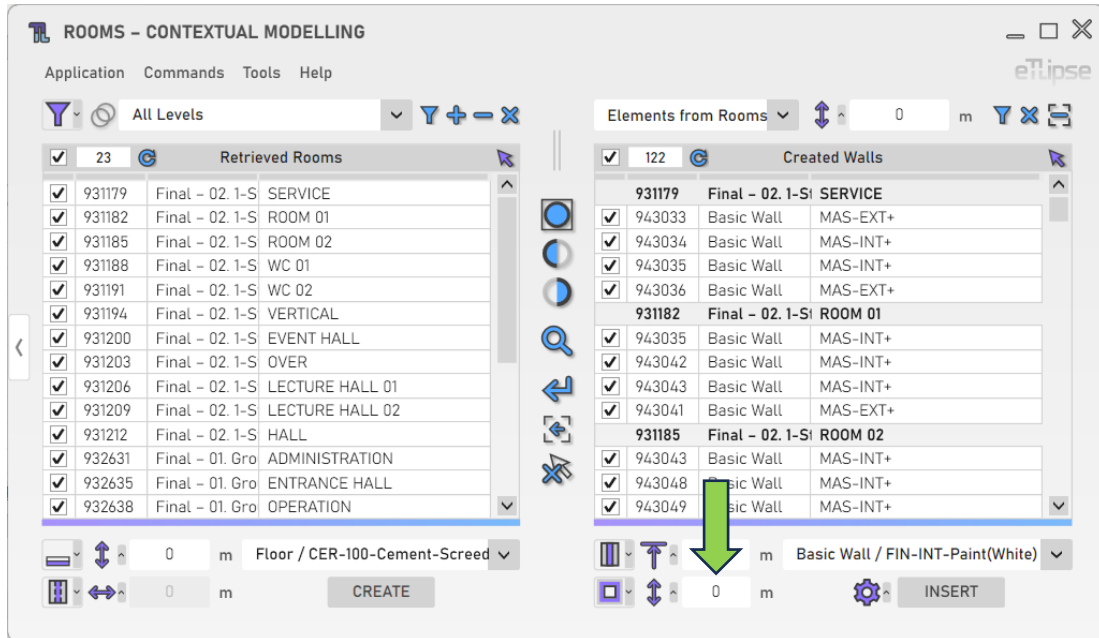 ROOMS – CONTEXTUAL MODELLING
Application Commands Tools Help
eTLipse
All Levels
Elements from Rooms 0 m
23 Retrieved Rooms
122 Created Walls
931179 Final – 02. 1-S SERVICE
931182 Final – 02. 1-S ROOM 01
931185 Final – 02. 1-S ROOM 02
931188 Final – 02. 1-S WC 01
931191 Final – 02. 1-S WC 02
931194 Final – 02. 1-S VERTICAL
931200 Final – 02. 1-S EVENT HALL
931203 Final – 02. 1-S OVER
931206 Final – 02. 1-S LECTURE HALL 01
931209 Final – 02. 1-S LECTURE HALL 02
931212 Final – 02. 1-S HALL
932631 Final – 01. Gro ADMINISTRATION
932635 Final – 01. Gro ENTRANCE HALL
932638 Final – 01. Gro OPERATION
931179 Final – 02. 1-St SERVICE
943033 Basic Wall MAS-EXT+
943034 Basic Wall MAS-INT+
943035 Basic Wall MAS-INT+
943036 Basic Wall MAS-EXT+
931182 Final – 02. 1-St ROOM 01
943035 Basic Wall MAS-INT+
943042 Basic Wall MAS-INT+
943043 Basic Wall MAS-INT+
943041 Basic Wall MAS-EXT+
931185 Final – 02. 1-St ROOM 02
943043 Basic Wall MAS-INT+
943048 Basic Wall MAS-INT+
943049 Basic Wall MAS-INT+
0 m Floor / CER-100-Cement-Screed
0 m CREATE
m Basic Wall / FIN-INT-Paint(White)
0 m INSERT